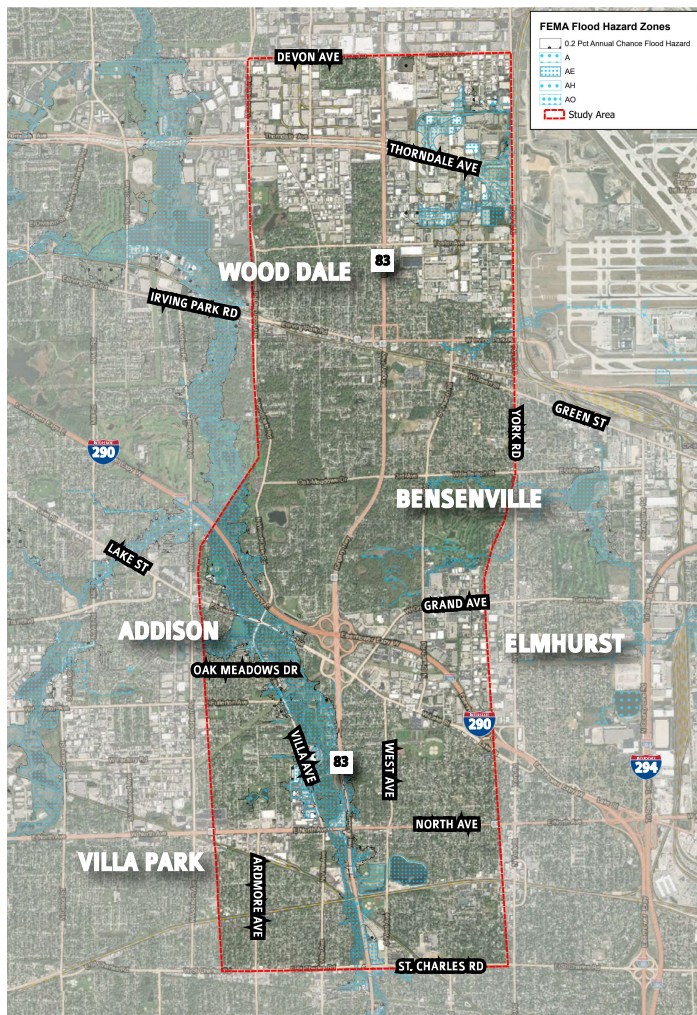 FEMA Flood Hazard Zones
0.2 Pct Annual Chance Flood Hazard
A
AE
AH
AO
Study Area
DEVON AVE
THORNDALE AVE
WOOD DALE
83
IRVING PARK RD
GREEN ST
YORK RD
290
BENSENVILLE
LAKE ST
GRAND AVE
ADDISON
ELMHURST
OAK MEADOWS DR
290
VILLA AVE
83
WEST AVE
294
NORTH AVE
VILLA PARK
ARDMORE AVE
ST. CHARLES RD